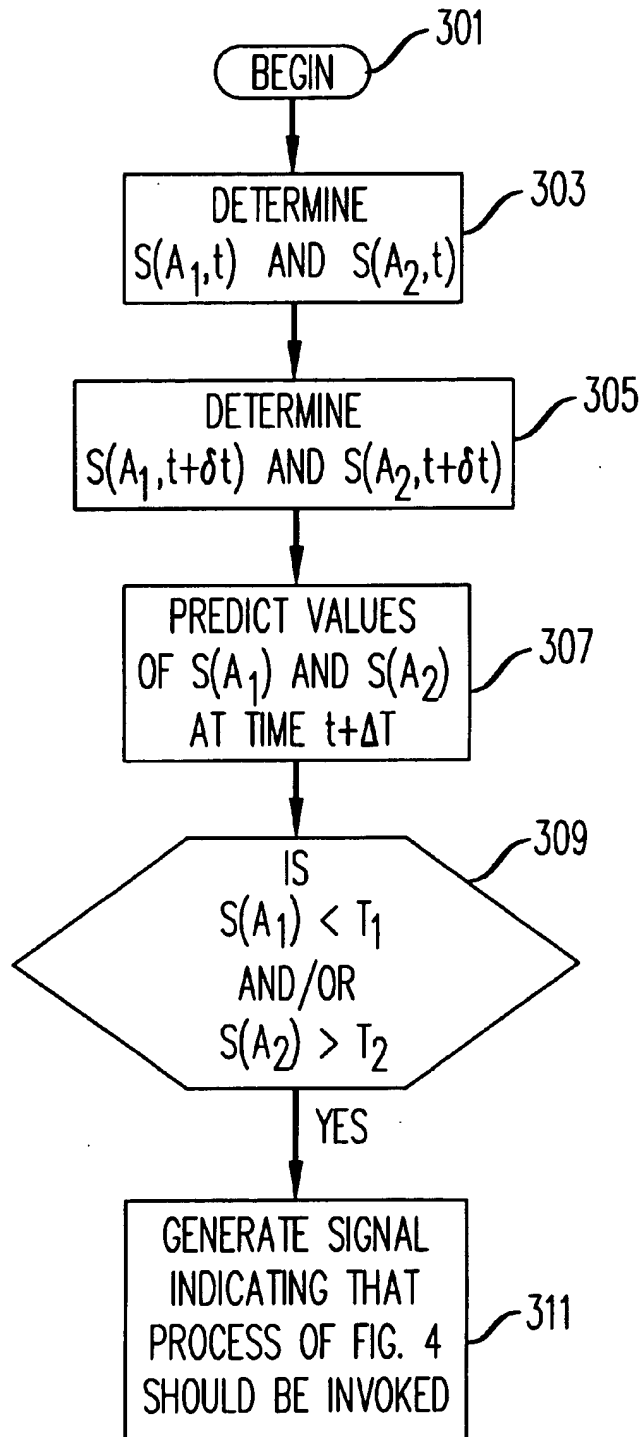 301
BEGIN
303
DETERMINE
S(A₁,t) AND S(A₂,t)
305
DETERMINE
S(A₁,t+δt) AND S(A₂,t+δt)
307
PREDICT VALUES
OF S(A₁) AND S(A₂)
AT TIME t+ΔT
309
IS
S(A₁) < T₁
AND/OR
S(A₂) > T₂
YES
GENERATE SIGNAL
INDICATING THAT
PROCESS OF FIG. 4
SHOULD BE INVOKED
311